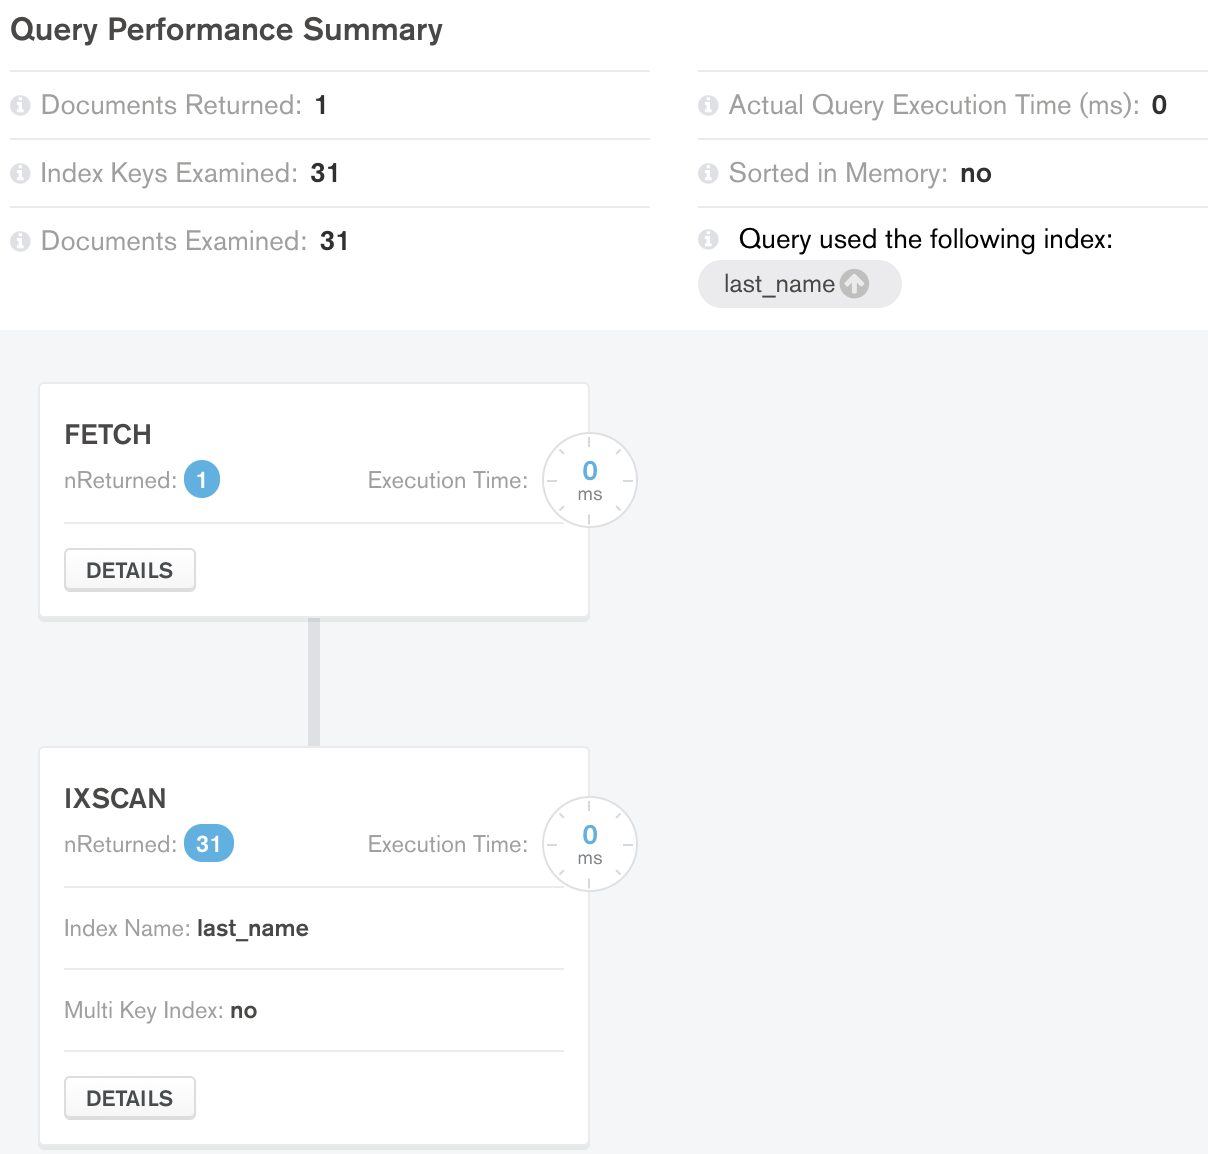 Query Performance Summary
Documents Returned: 1
Index Keys Examined: 31
Documents Examined: 31
Actual Query Execution Time (ms): 0
Sorted in Memory: no
Query used the following index:
last_name
FETCH
nReturned: 1
Execution Time: 0 ms
DETAILS
IXSCAN
nReturned: 31
Execution Time: 0 ms
Index Name: last_name
Multi Key Index: no
DETAILS